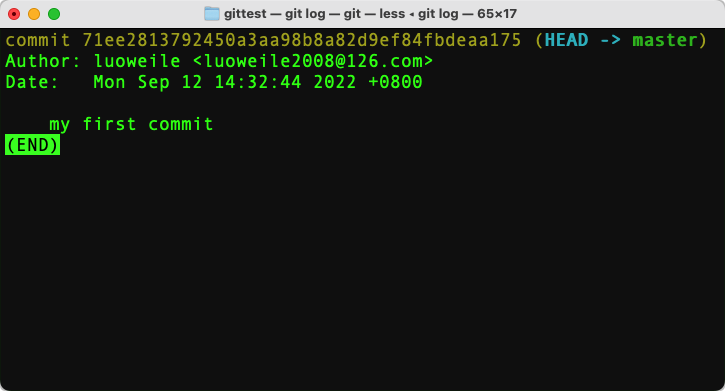 gittest — git log — git — less ◂ git log — 65×17
commit 71ee2813792450a3aa98b8a82d9ef84fbdeaa175 (HEAD -> master)
Author: luoweile <luoweile2008@126.com>
Date:   Mon Sep 12 14:32:44 2022 +0800
    my first commit
(END)